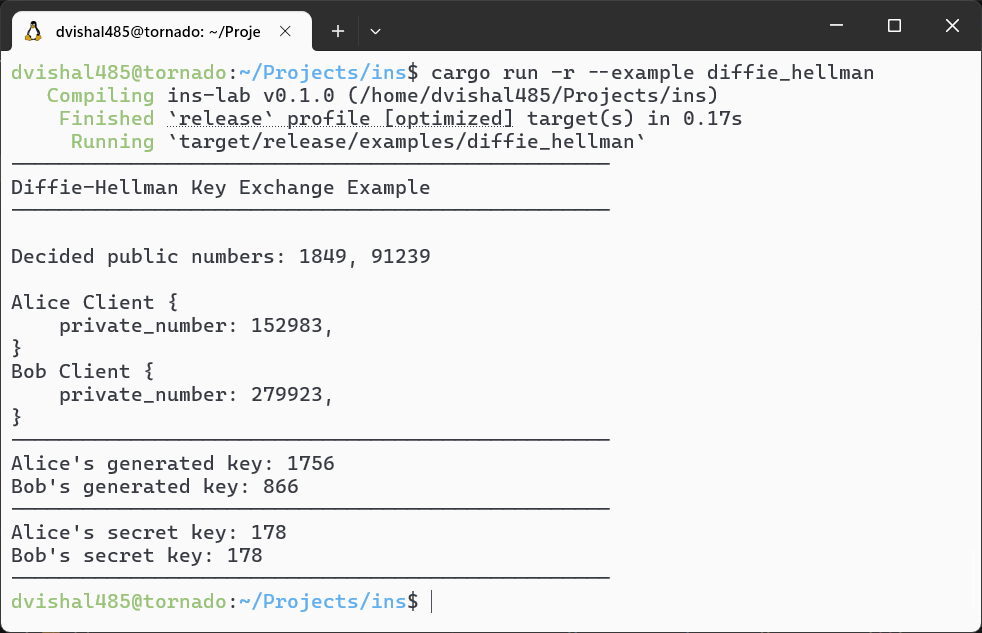 dvishal485@tornado: ~/Proje
dvishal485@tornado:~/Projects/ins$ cargo run -r --example diffie_hellman
Compiling ins-lab v0.1.0 (/home/dvishal485/Projects/ins)
Finished `release` profile [optimized] target(s) in 0.17s
Running `target/release/examples/diffie_hellman`
Diffie-Hellman Key Exchange Example
Decided public numbers: 1849, 91239
Alice Client {
private_number: 152983,
}
Bob Client {
private_number: 279923,
}
Alice's generated key: 1756
Bob's generated key: 866
Alice's secret key: 178
Bob's secret key: 178
dvishal485@tornado:~/Projects/ins$